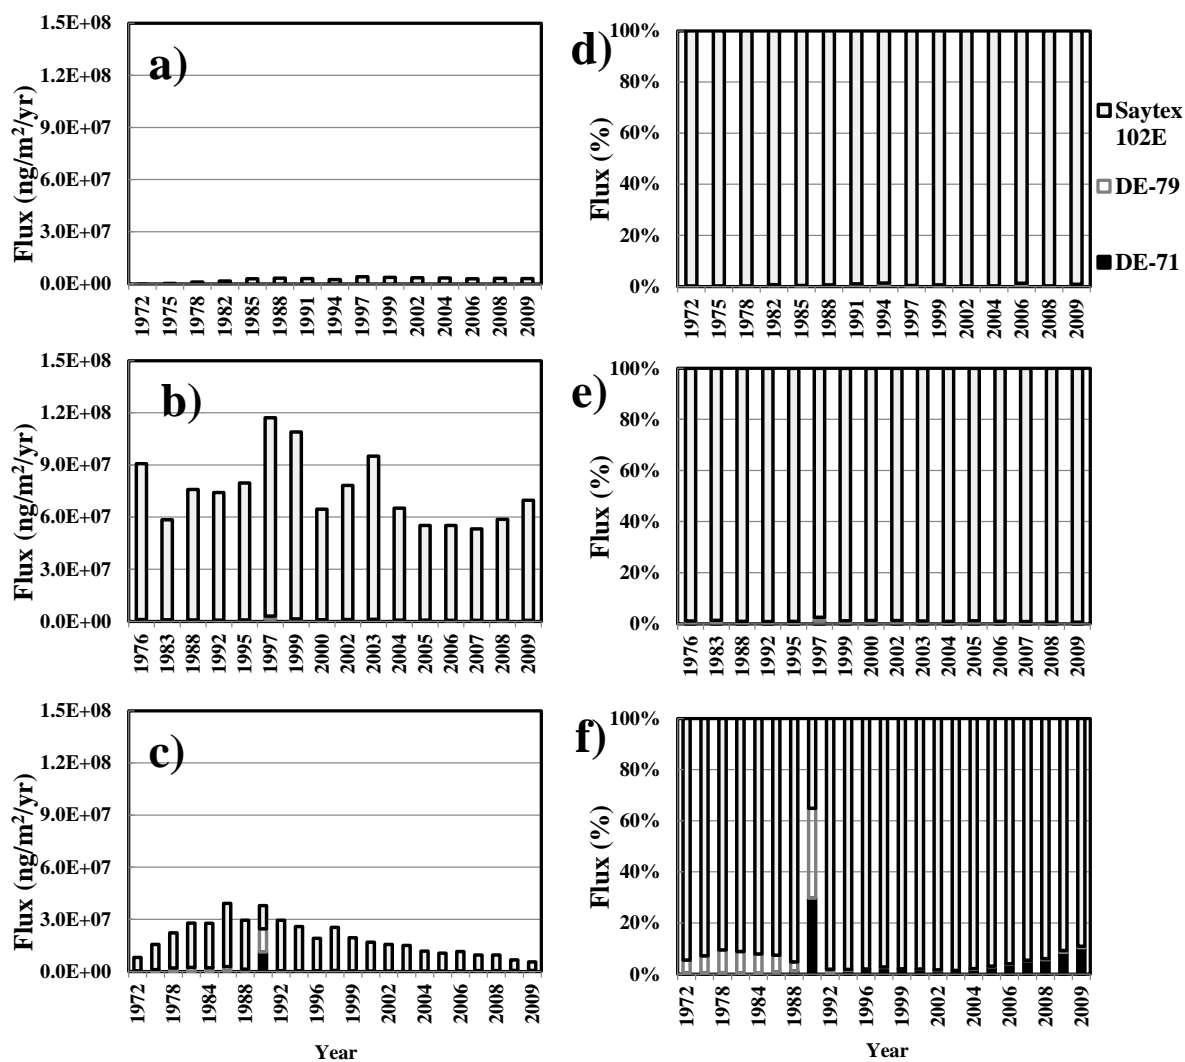 a)
Flux (ng/m²/yr)
1.5E+08
1.2E+08
9.0E+07
6.0E+07
3.0E+07
0.0E+00
1972 1975 1978 1982 1985 1988 1991 1994 1997 1999 2002 2004 2006 2008 2009
d)
Flux (%)
100%
80%
60%
40%
20%
0%
1972 1975 1978 1982 1985 1988 1991 1994 1997 1999 2002 2004 2006 2008 2009
Saytex
102E
DE-79
DE-71
b)
Flux (ng/m²/yr)
1.5E+08
1.2E+08
9.0E+07
6.0E+07
3.0E+07
0.0E+00
1976 1983 1988 1992 1995 1997 1999 2000 2002 2003 2004 2005 2006 2007 2008 2009
e)
Flux (%)
100%
80%
60%
40%
20%
0%
1976 1983 1988 1992 1995 1997 1999 2000 2002 2003 2004 2005 2006 2007 2008 2009
c)
Flux (ng/m²/yr)
1.5E+08
1.2E+08
9.0E+07
6.0E+07
3.0E+07
0.0E+00
1972 1978 1984 1988 1992 1996 1999 2002 2004 2006 2008 2009
Year
f)
Flux (%)
100%
80%
60%
40%
20%
0%
1972 1978 1984 1988 1992 1996 1999 2002 2004 2006 2008 2009
Year